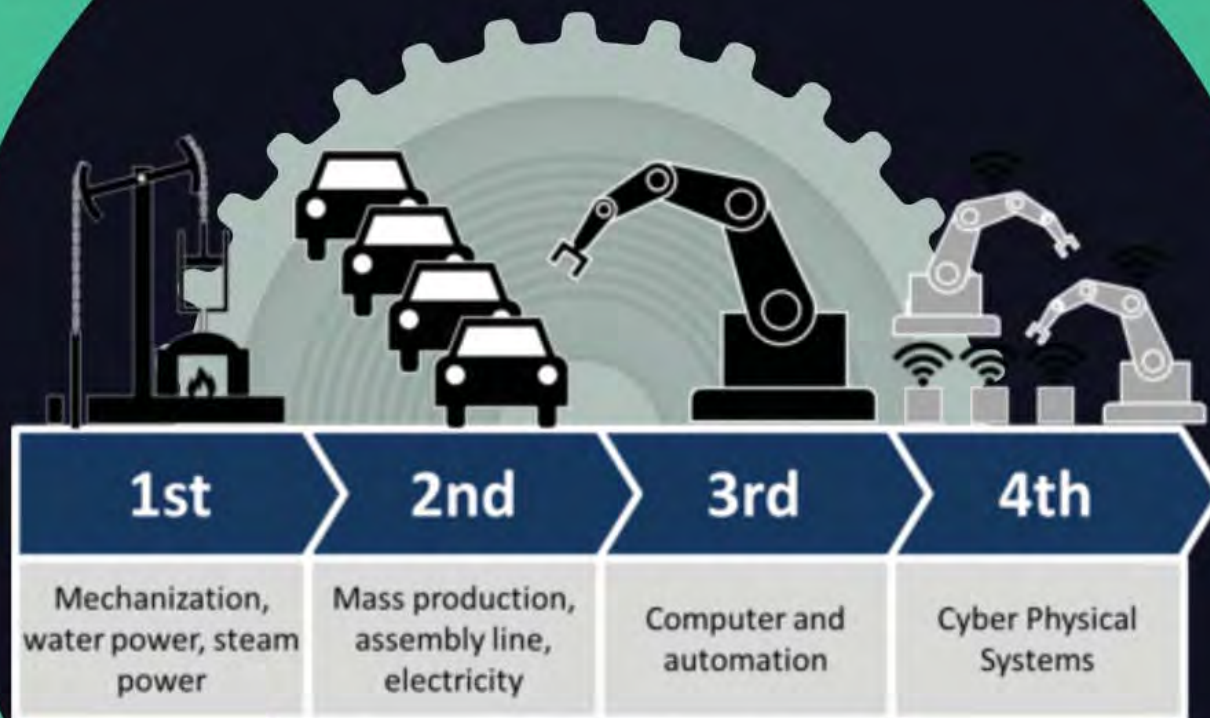 1st
2nd
3rd
4th
Mechanization,
water power, steam
power
Mass production,
assembly line,
electricity
Computer and
automation
Cyber Physical
Systems